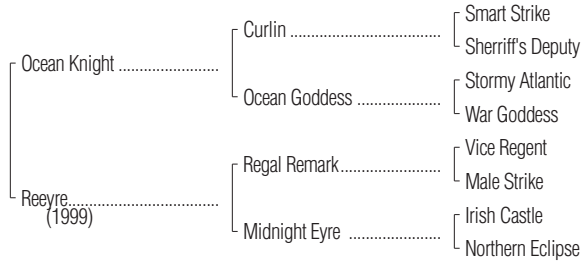 Smart Strike
Curlin ......................................
Sherriff's Deputy
Ocean Knight .........................
Stormy Atlantic
Ocean Goddess .....................
War Goddess
Vice Regent
Regal Remark.........................
Male Strike
Reeyre......................................
(1999)
Irish Castle
Midnight Eyre .......................
Northern Eclipse